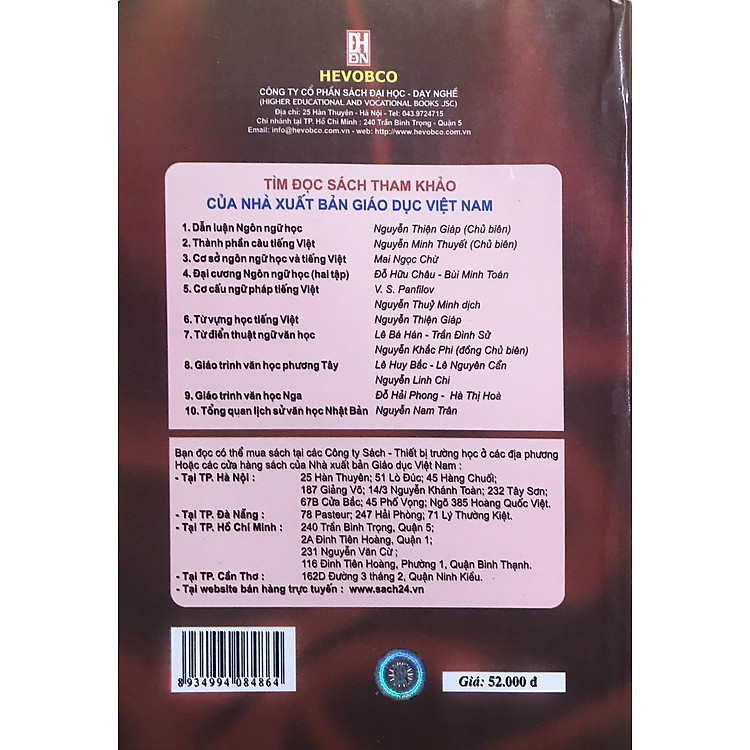 ĐH
DN
HEVOBCO
CÔNG TY CỔ PHẦN SÁCH ĐẠI HỌC - DẠY NGHỀ
(HIGHER EDUCATIONAL AND VOCATIONAL BOOKS .JSC)
Địa chỉ: 25 Hàn Thuyên - Hà Nội - Tel: 043.9724715
Chi nhánh tại TP. Hồ Chí Minh : 240 Trần Bình Trọng - Quận 5
Email: info@hevobco.com.vn - web: http://www.hevobco.com.vn
TÌM ĐỌC SÁCH THAM KHẢO
CỦA NHÀ XUẤT BẢN GIÁO DỤC VIỆT NAM
1. Dẫn luận Ngôn ngữ học Nguyễn Thiện Giáp (Chủ biên)
2. Thành phần câu tiếng Việt Nguyễn Minh Thuyết (Chủ biên)
3. Cơ sở ngôn ngữ học và tiếng Việt Mai Ngọc Chừ
4. Đại cương Ngôn ngữ học (hai tập) Đỗ Hữu Châu - Bùi Minh Toán
5. Cơ cấu ngữ pháp tiếng Việt V. S. Panfilov
Nguyễn Thuỷ Minh dịch
6. Từ vựng học tiếng Việt Nguyễn Thiện Giáp
7. Từ điển thuật ngữ văn học Lê Bá Hán - Trần Đình Sử
Nguyễn Khắc Phi (đồng Chủ biên)
8. Giáo trình văn học phương Tây Lê Huy Bắc - Lê Nguyên Cẩn
Nguyễn Linh Chi
9. Giáo trình văn học Nga Đỗ Hải Phong - Hà Thị Hoà
10. Tổng quan lịch sử văn học Nhật Bản Nguyễn Nam Trân
Bạn đọc có thể mua sách tại các Công ty Sách - Thiết bị trường học ở các địa phương
Hoặc các cửa hàng sách của Nhà xuất bản Giáo dục Việt Nam :
- Tại TP. Hà Nội : 25 Hàn Thuyên; 51 Lò Đúc; 45 Hàng Chuối;
187 Giảng Võ; 14/3 Nguyễn Khánh Toàn; 232 Tây Sơn;
67B Cửa Bắc; 45 Phố Vọng; Ngõ 385 Hoàng Quốc Việt.
- Tại TP. Đà Nẵng : 78 Pasteur; 247 Hải Phòng; 71 Lý Thường Kiệt.
- Tại TP. Hồ Chí Minh : 240 Trần Bình Trọng, Quận 5;
2A Đinh Tiên Hoàng, Quận 1;
231 Nguyễn Văn Cừ ;
116 Đinh Tiên Hoàng, Phường 1, Quận Bình Thạnh.
- Tại TP. Cần Thơ : 162D Đường 3 tháng 2, Quận Ninh Kiều.
- Tại website bán hàng trực tuyến : www.sach24.vn
8 934994 084864
Giá: 52.000 đ